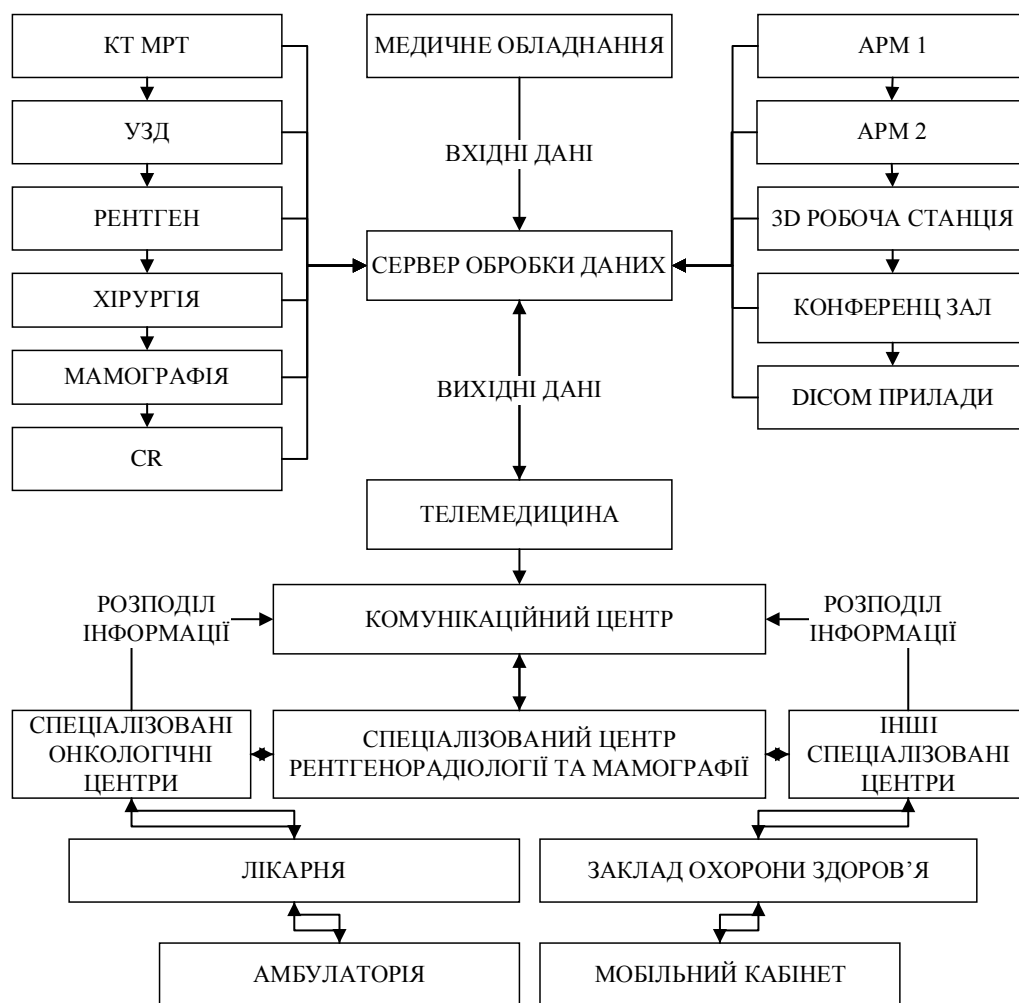 КТ МРТ
МЕДИЧНЕ ОБЛАДНАННЯ
АРМ 1
УЗД
ВХІДНІ ДАНІ
АРМ 2
РЕНТГЕН
3D РОБОЧА СТАНЦІЯ
СЕРВЕР ОБРОБКИ ДАНИХ
ХІРУРГІЯ
КОНФЕРЕНЦ ЗАЛ
МАМОГРАФІЯ
ВИХІДНІ ДАНІ
DICOM ПРИЛАДИ
CR
ТЕЛЕМЕДИЦИНА
РОЗПОДІЛ
ІНФОРМАЦІЇ
КОМУНІКАЦІЙНИЙ ЦЕНТР
РОЗПОДІЛ
ІНФОРМАЦІЇ
СПЕЦІАЛІЗОВАНІ
ОНКОЛОГІЧНІ
ЦЕНТРИ
СПЕЦІАЛІЗОВАНИЙ ЦЕНТР
РЕНТГЕНОРАДІОЛОГІЇ ТА МАМОГРАФІЇ
ІНШІ
СПЕЦІАЛІЗОВАНІ
ЦЕНТРИ
ЛІКАРНЯ
ЗАКЛАД ОХОРОНИ ЗДОРОВ’Я
АМБУЛАТОРІЯ
МОБІЛЬНИЙ КАБІНЕТ